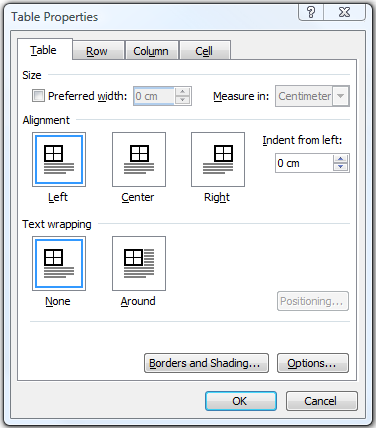 Table Properties
Table Row Column Cell
Size
Preferred width: 0 cm Measure in: Centimeter
Alignment
Indent from left:
0 cm
Left Center Right
Text wrapping
None Around
Positioning...
Borders and Shading... Options...
OK Cancel